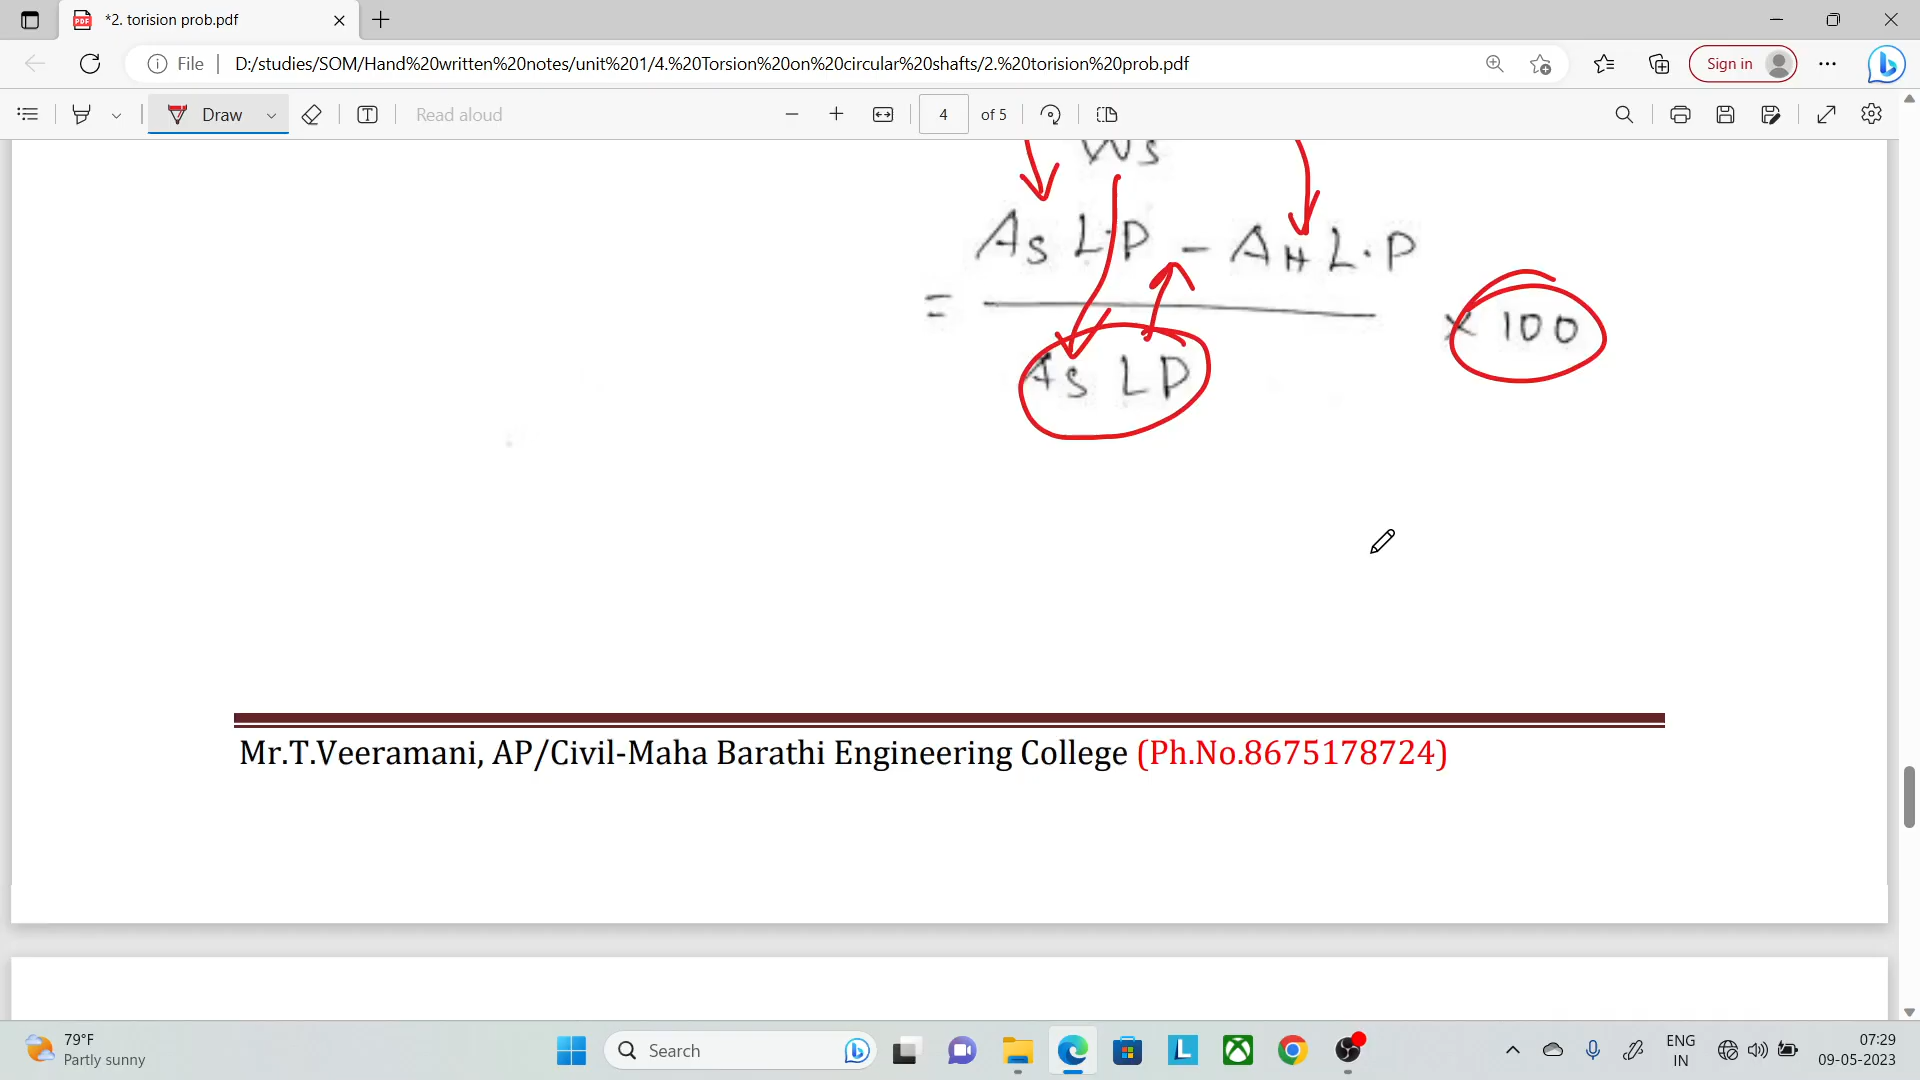 *2. torision prob.pdf
File
D:/studies/SOM/Hand%20written%20notes/unit%201/4.%20Torsion%20on%20circular%20shafts/2.%20torision%20prob.pdf
Sign in
Draw
Read aloud
4 of 5
Ws
As L.P - AH L.P
= × 100
As L P
Mr.T.Veeramani, AP/Civil-Maha Barathi Engineering College (Ph.No.8675178724)
79°F
Partly sunny
Search
ENG
IN
07:29
09-05-2023